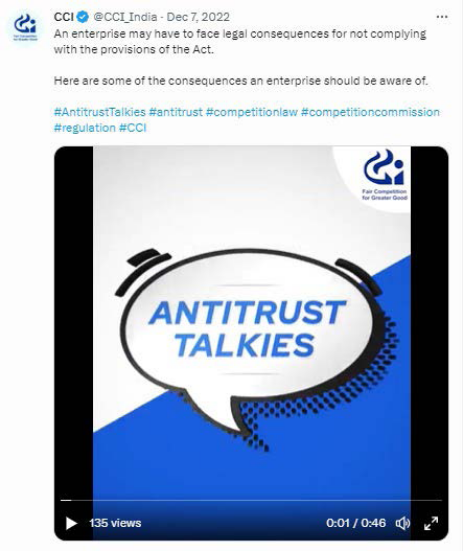 CCI @CCI_India · Dec 7, 2022 ...
An enterprise may have to face legal consequences for not complying
with the provisions of the Act.
Here are some of the consequences an enterprise should be aware of.
#AntitrustTalkies #antitrust #competitionlaw #competitioncommission
#regulation #CCI
Fair Competition
for Greater Good
ANTITRUST
TALKIES
135 views 0:01 / 0:46